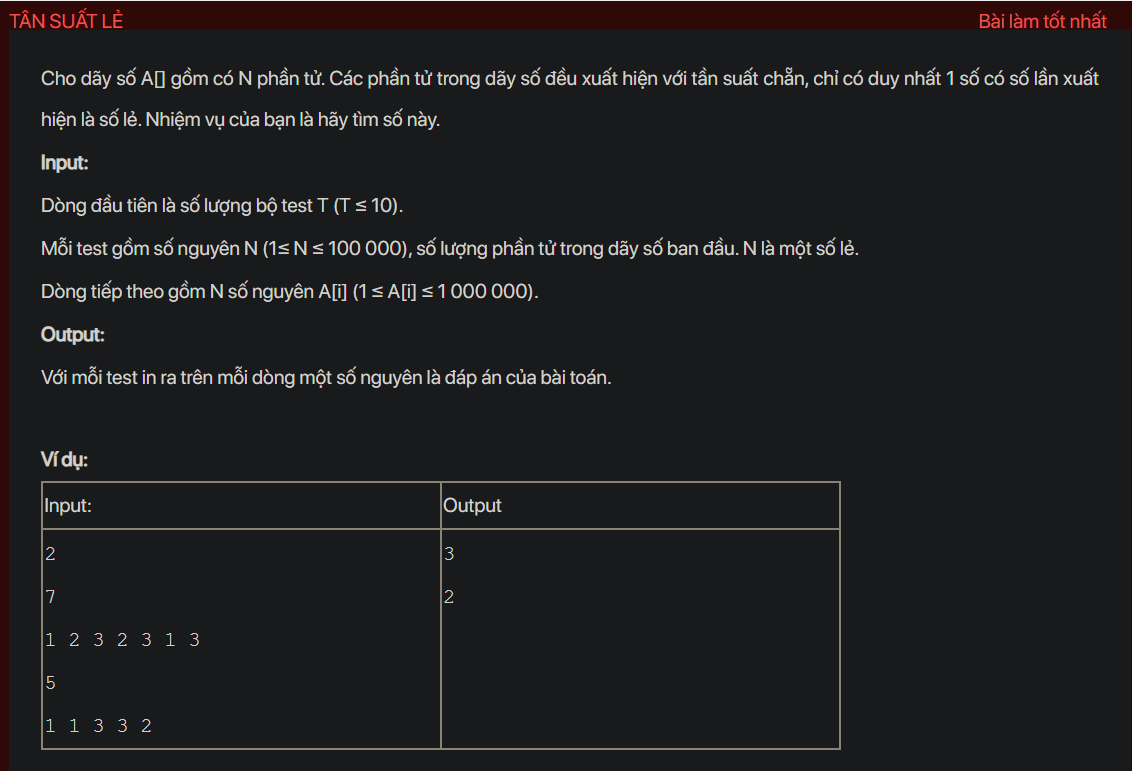 TẦN SUẤT LẺ
Bài làm tốt nhất
Cho dãy số A[] gồm có N phần tử. Các phần tử trong dãy số đều xuất hiện với tần suất chẵn, chỉ có duy nhất 1 số có số lần xuất
hiện là số lẻ. Nhiệm vụ của bạn là hãy tìm số này.
Input:
Dòng đầu tiên là số lượng bộ test T (T ≤ 10).
Mỗi test gồm số nguyên N (1≤ N ≤ 100 000), số lượng phần tử trong dãy số ban đầu. N là một số lẻ.
Dòng tiếp theo gồm N số nguyên A[i] (1 ≤ A[i] ≤ 1 000 000).
Output:
Với mỗi test in ra trên mỗi dòng một số nguyên là đáp án của bài toán.
Ví dụ:
Input:
Output
2
7
1 2 3 2 3 1 3
5
1 1 3 3 2
3
2